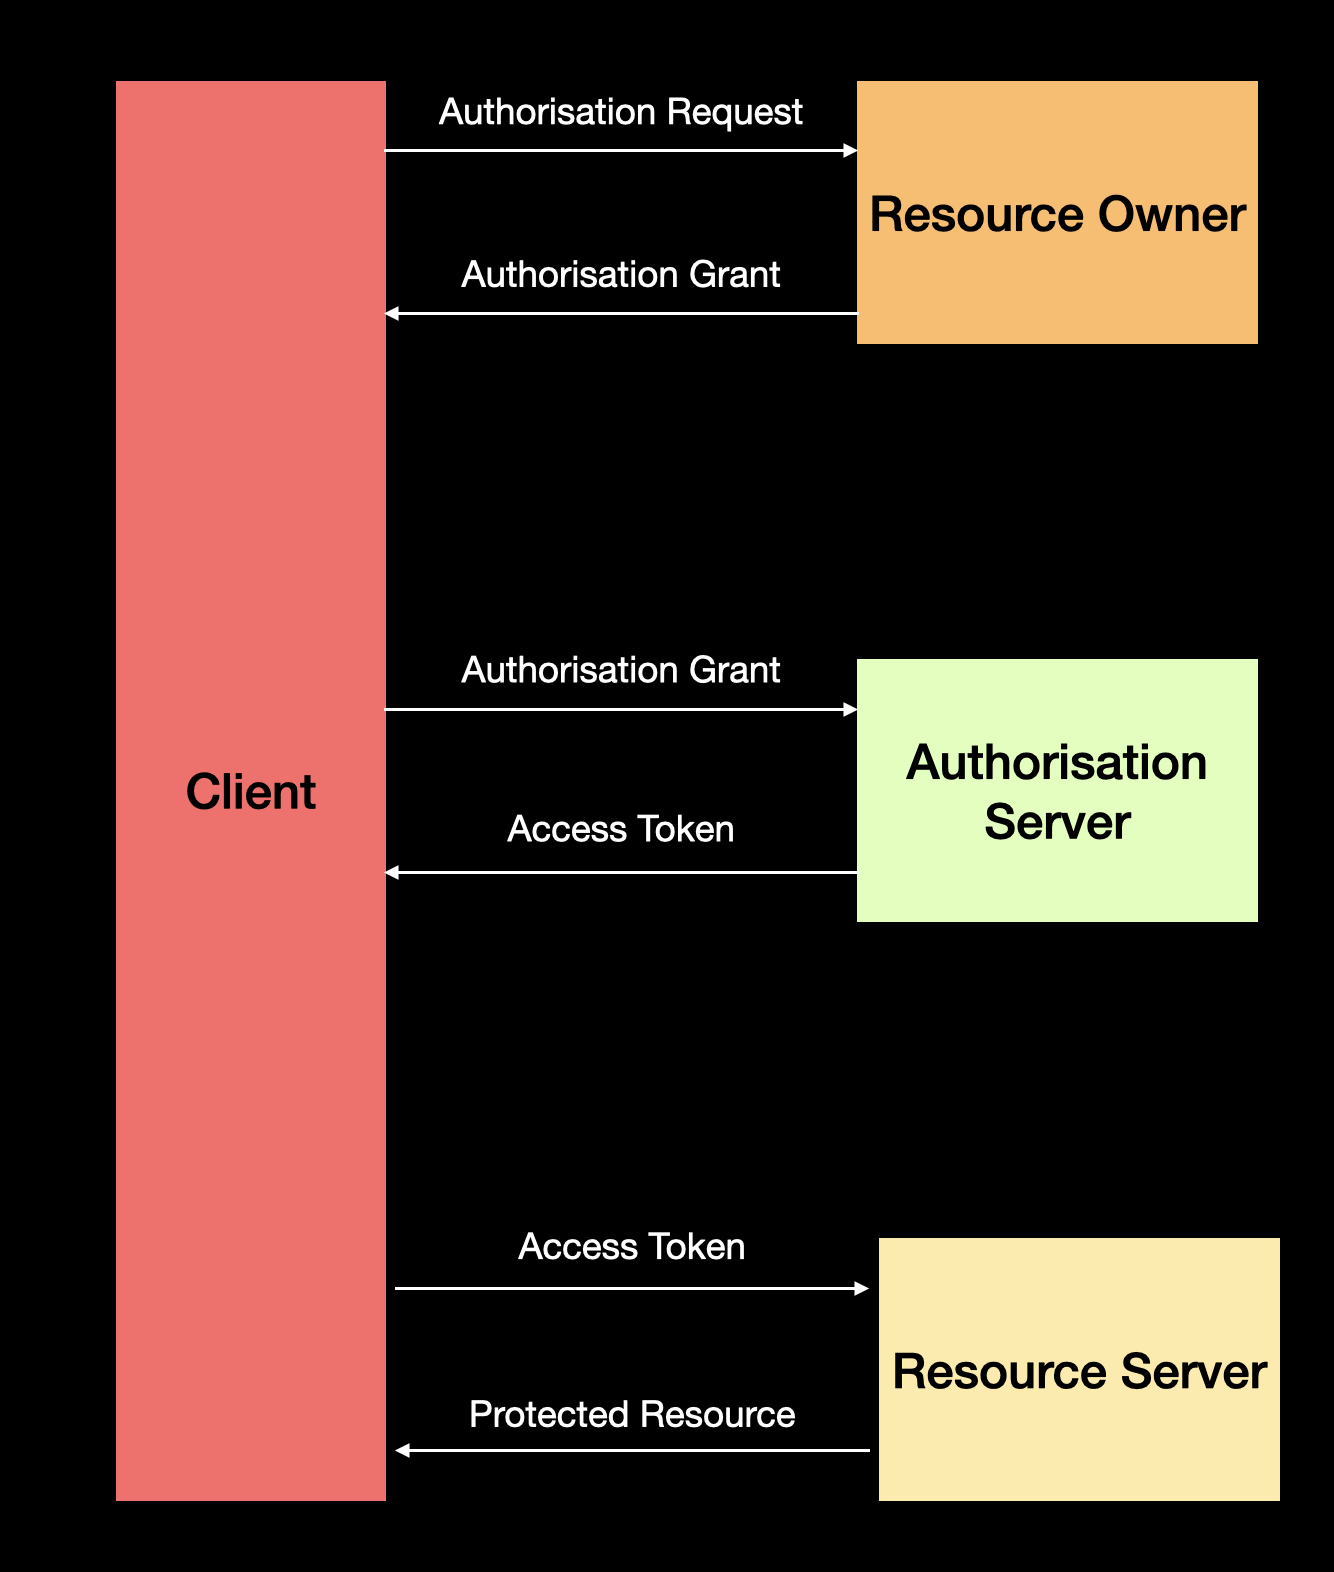 Authorisation Request
Resource Owner
Authorisation Grant
Authorisation Grant
Client
Authorisation
Server
Access Token
Access Token
Resource Server
Protected Resource